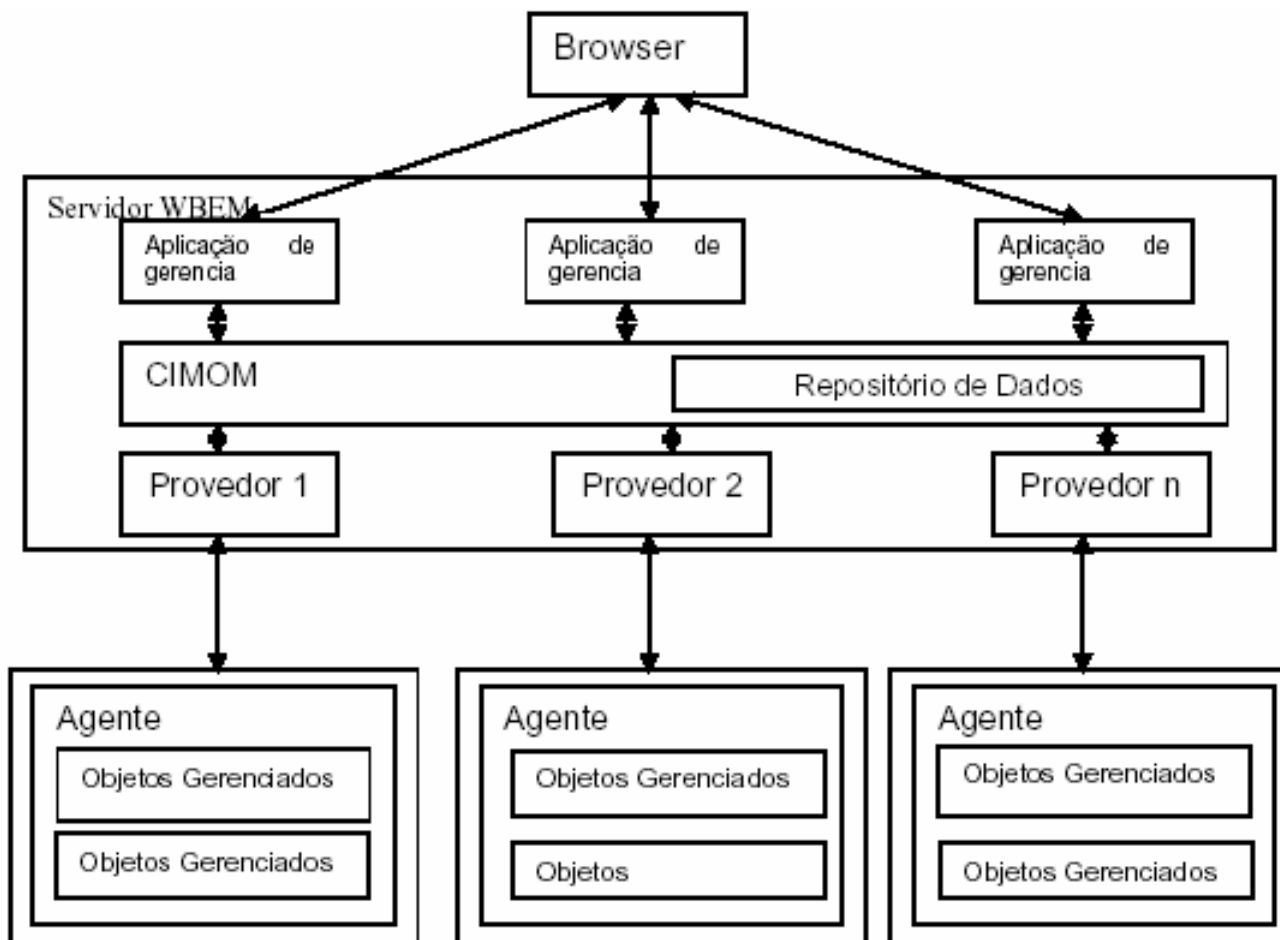 Browser
Servidor WBEM
Aplicação de
gerencia
Aplicação de
gerencia
Aplicação de
gerencia
CIMOM
Repositório de Dados
Provedor 1
Provedor 2
Provedor n
Agente
Objetos Gerenciados
Objetos Gerenciados
Agente
Objetos Gerenciados
Objetos
Agente
Objetos Gerenciados
Objetos Gerenciados